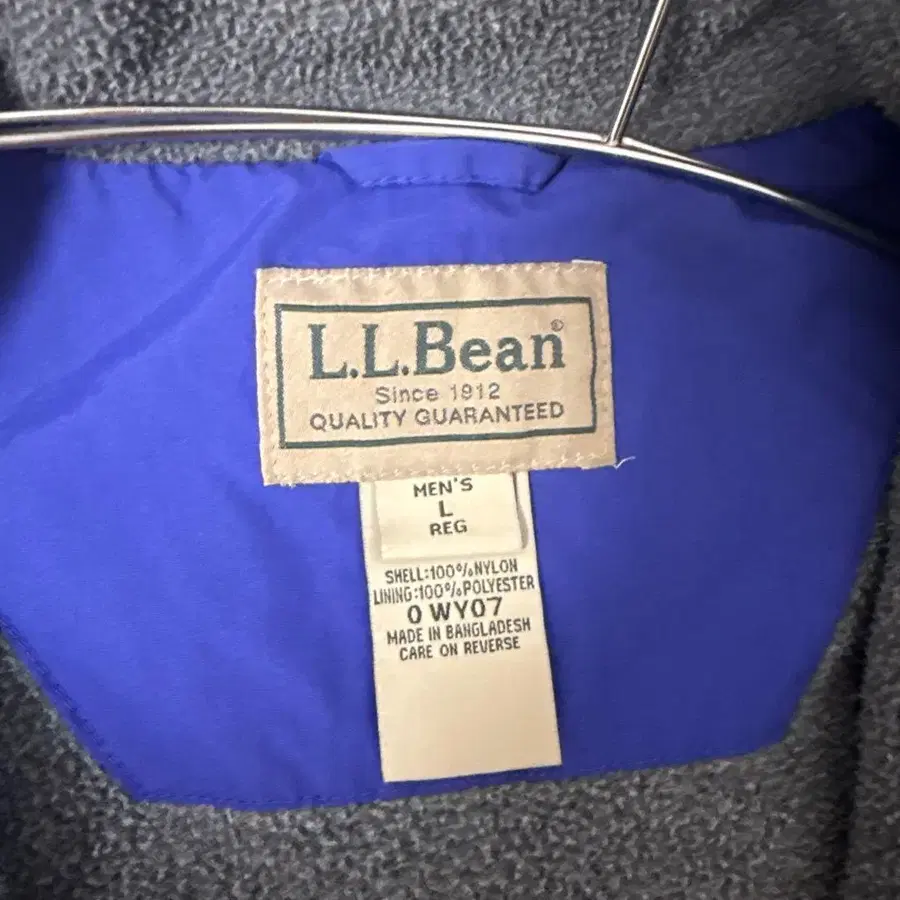 L.L.Bean®
Since 1912
QUALITY GUARANTEED
MEN'S
L
REG
SHELL:100%NYLON
LINING:100%POLYESTER
0 WY07
MADE IN BANGLADESH
CARE ON REVERSE